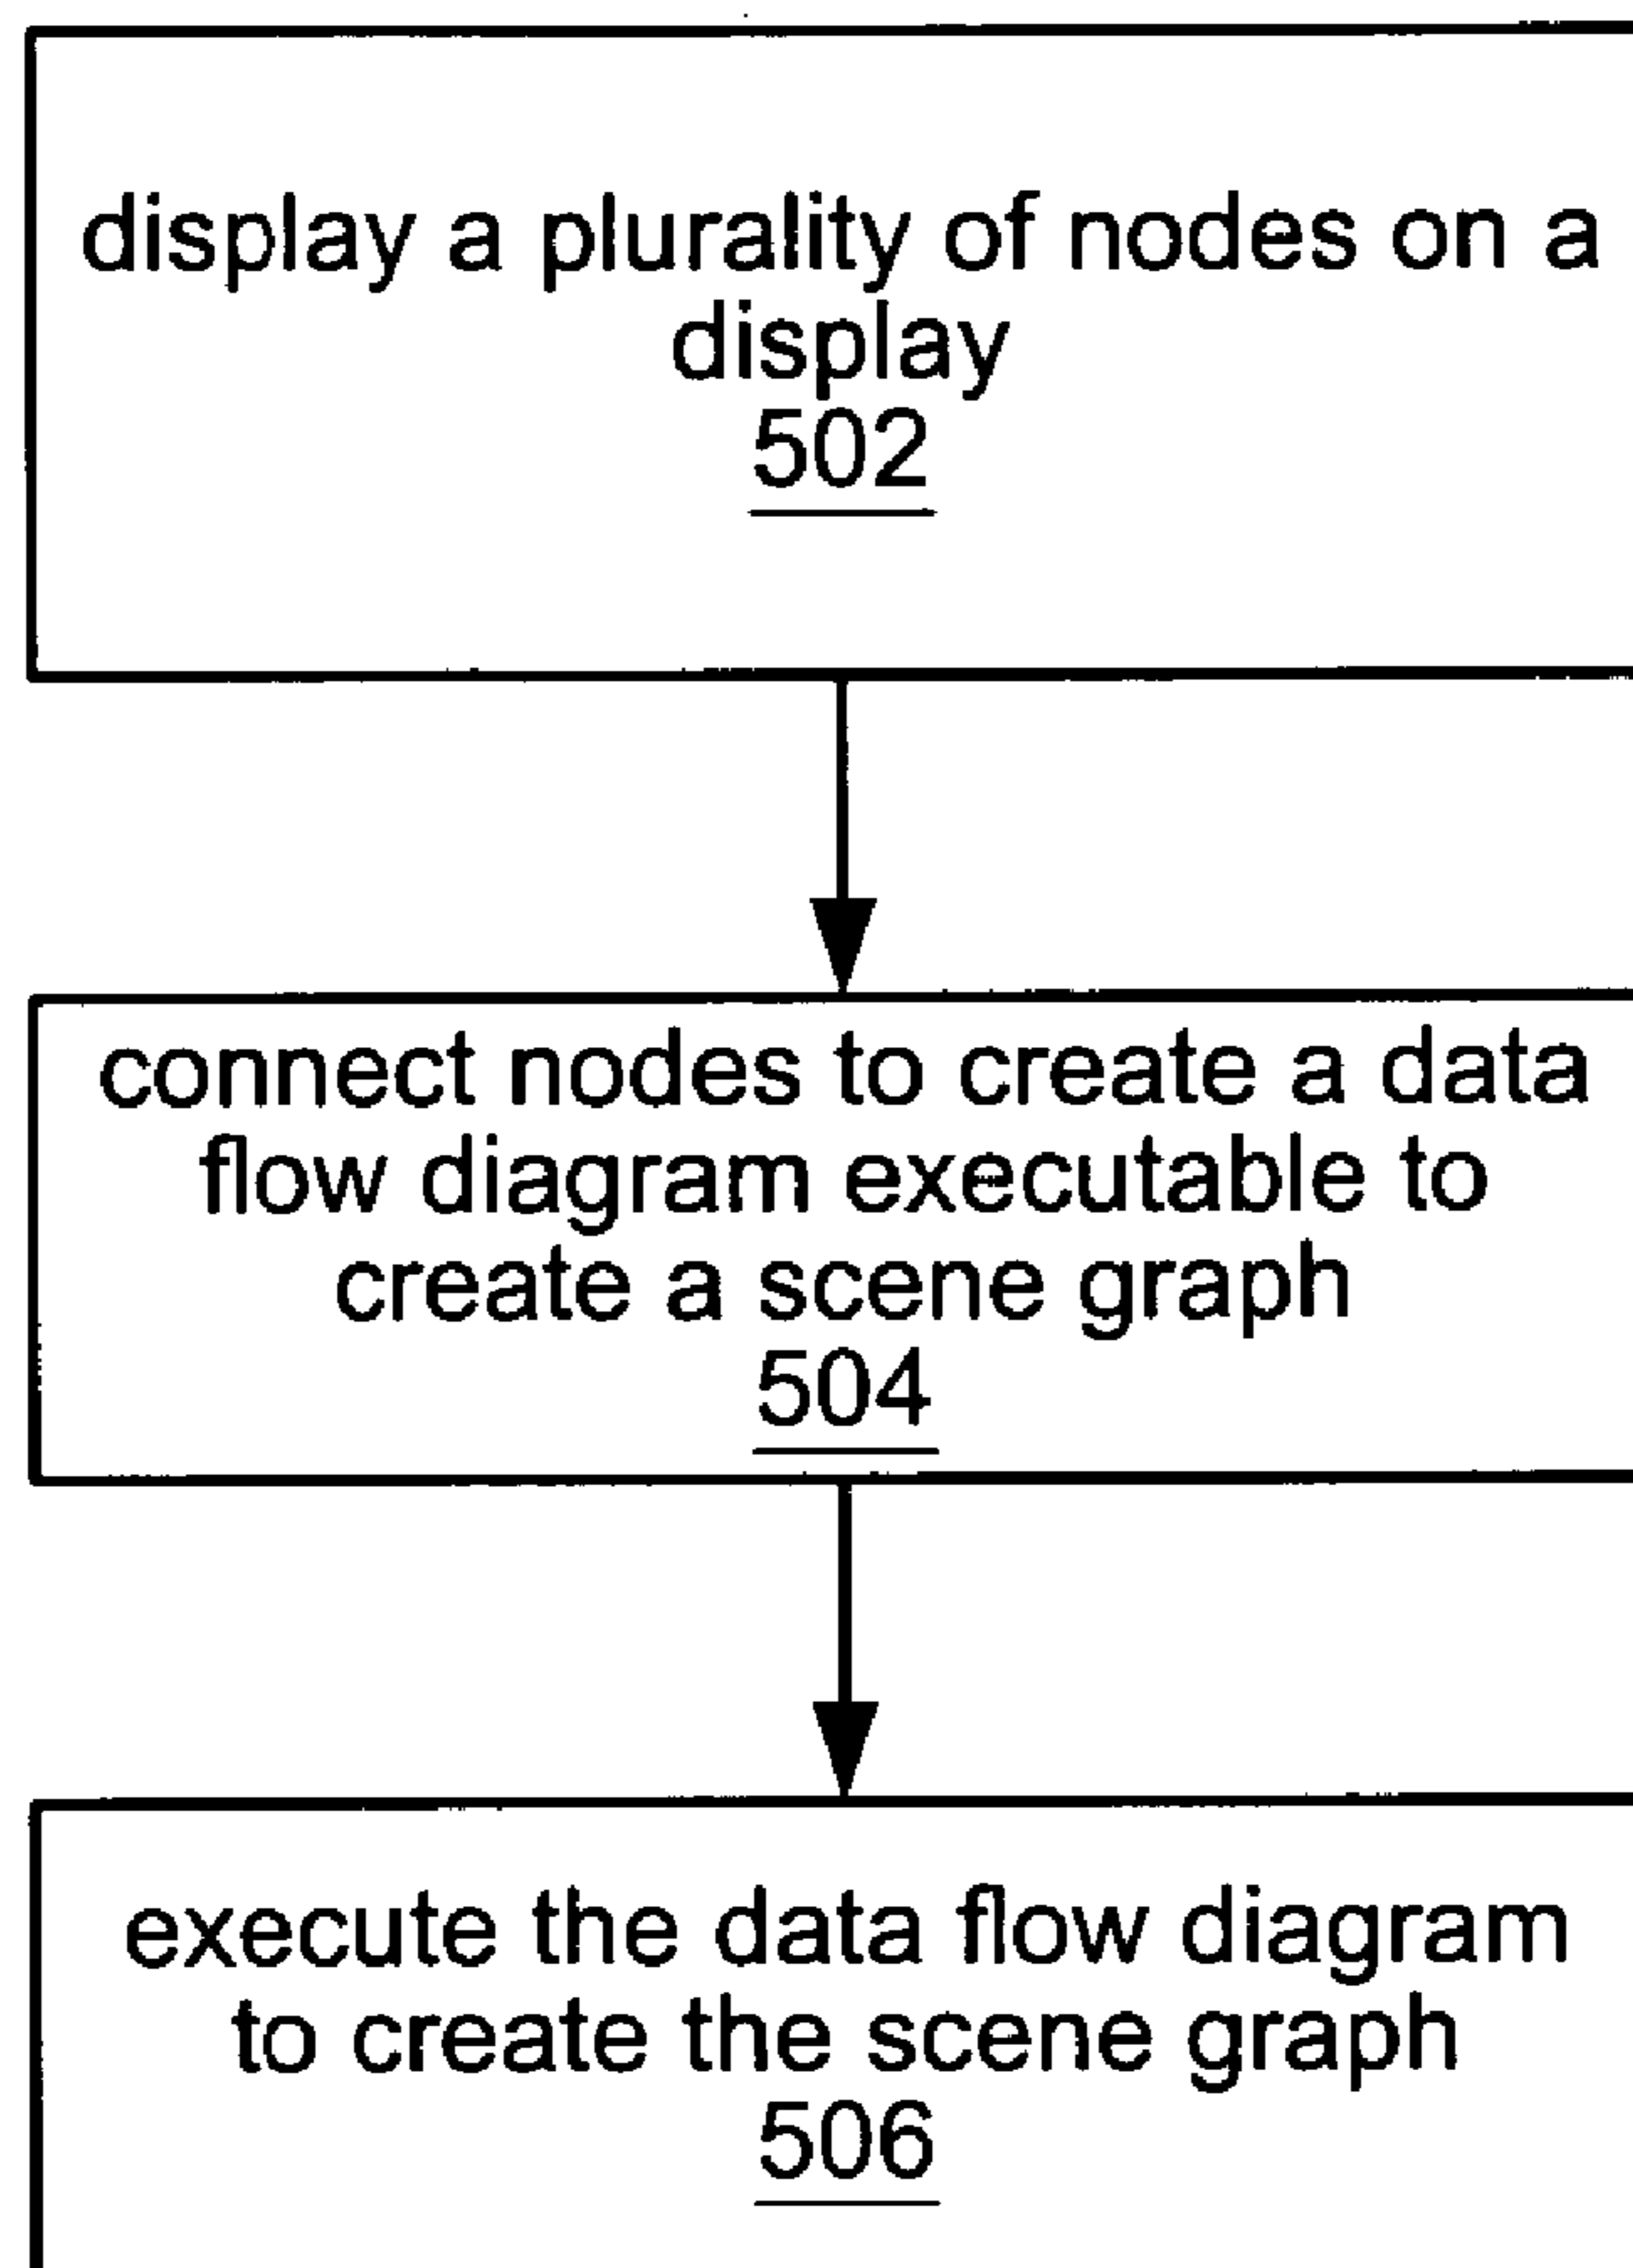 display a plurality of nodes on a
display
502
connect nodes to create a data
flow diagram executable to
create a scene graph
504
execute the data flow diagram
to create the scene graph
506